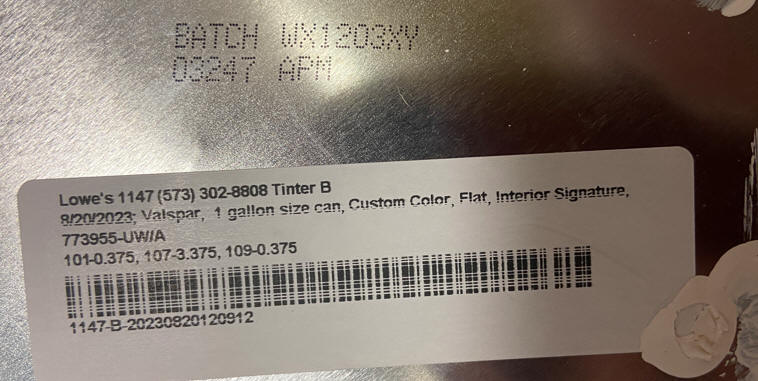 BATCH WX1203XY
03247 APM
Lowe's 1147 (573) 302-8808 Tinter B
8/20/2023; Valspar, 1 gallon size can, Custom Color, Flat, Interior Signature,
773955-UW/A
101-0.375, 107-3.375, 109-0.375
1147-B-20230820120912